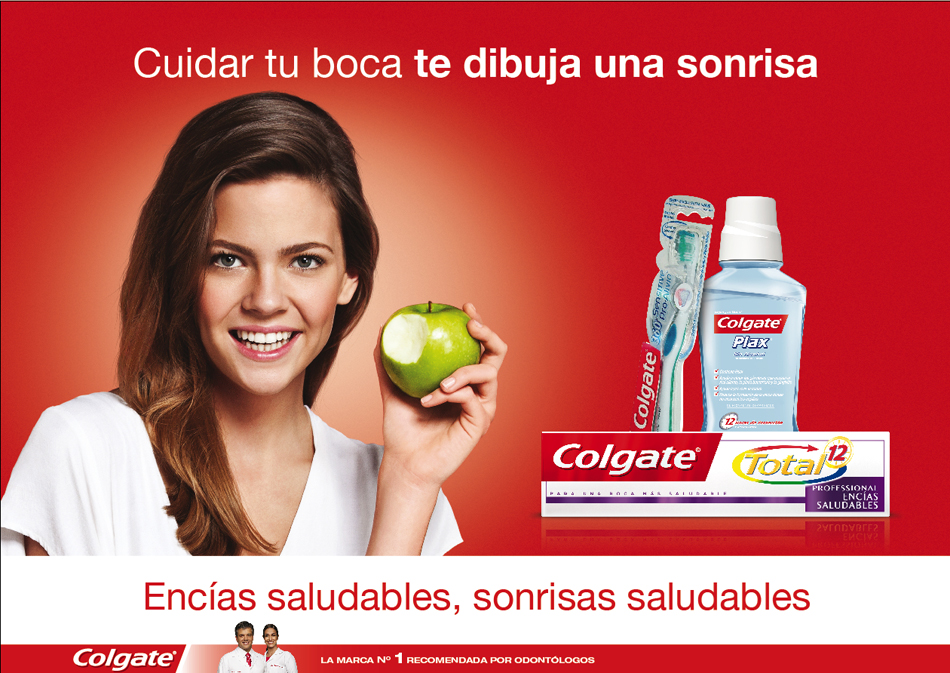 Cuidar tu boca te dibuja una sonrisa
Colgate
Colgate
Plax
12
Colgate
Total 12
PARA UNA BOCA MÁS SALUDABLE
PROFESSIONAL
ENCÍAS
SALUDABLES
Encías saludables, sonrisas saludables
Colgate
LA MARCA Nº 1 RECOMENDADA POR ODONTÓLOGOS